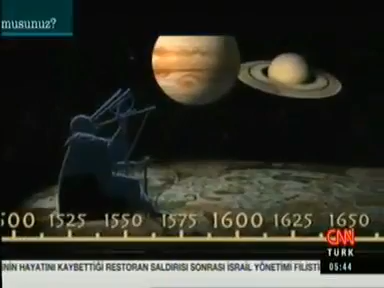 musunuz?
500 1525 1550 1575 1600 1625 1650
CNN
TÜRK
05:44
NİN HAYATINI KAYBETTİĞİ RESTORAN SALDIRISI SONRASI İSRAİL YÖNETİMİ FİLİSTİ